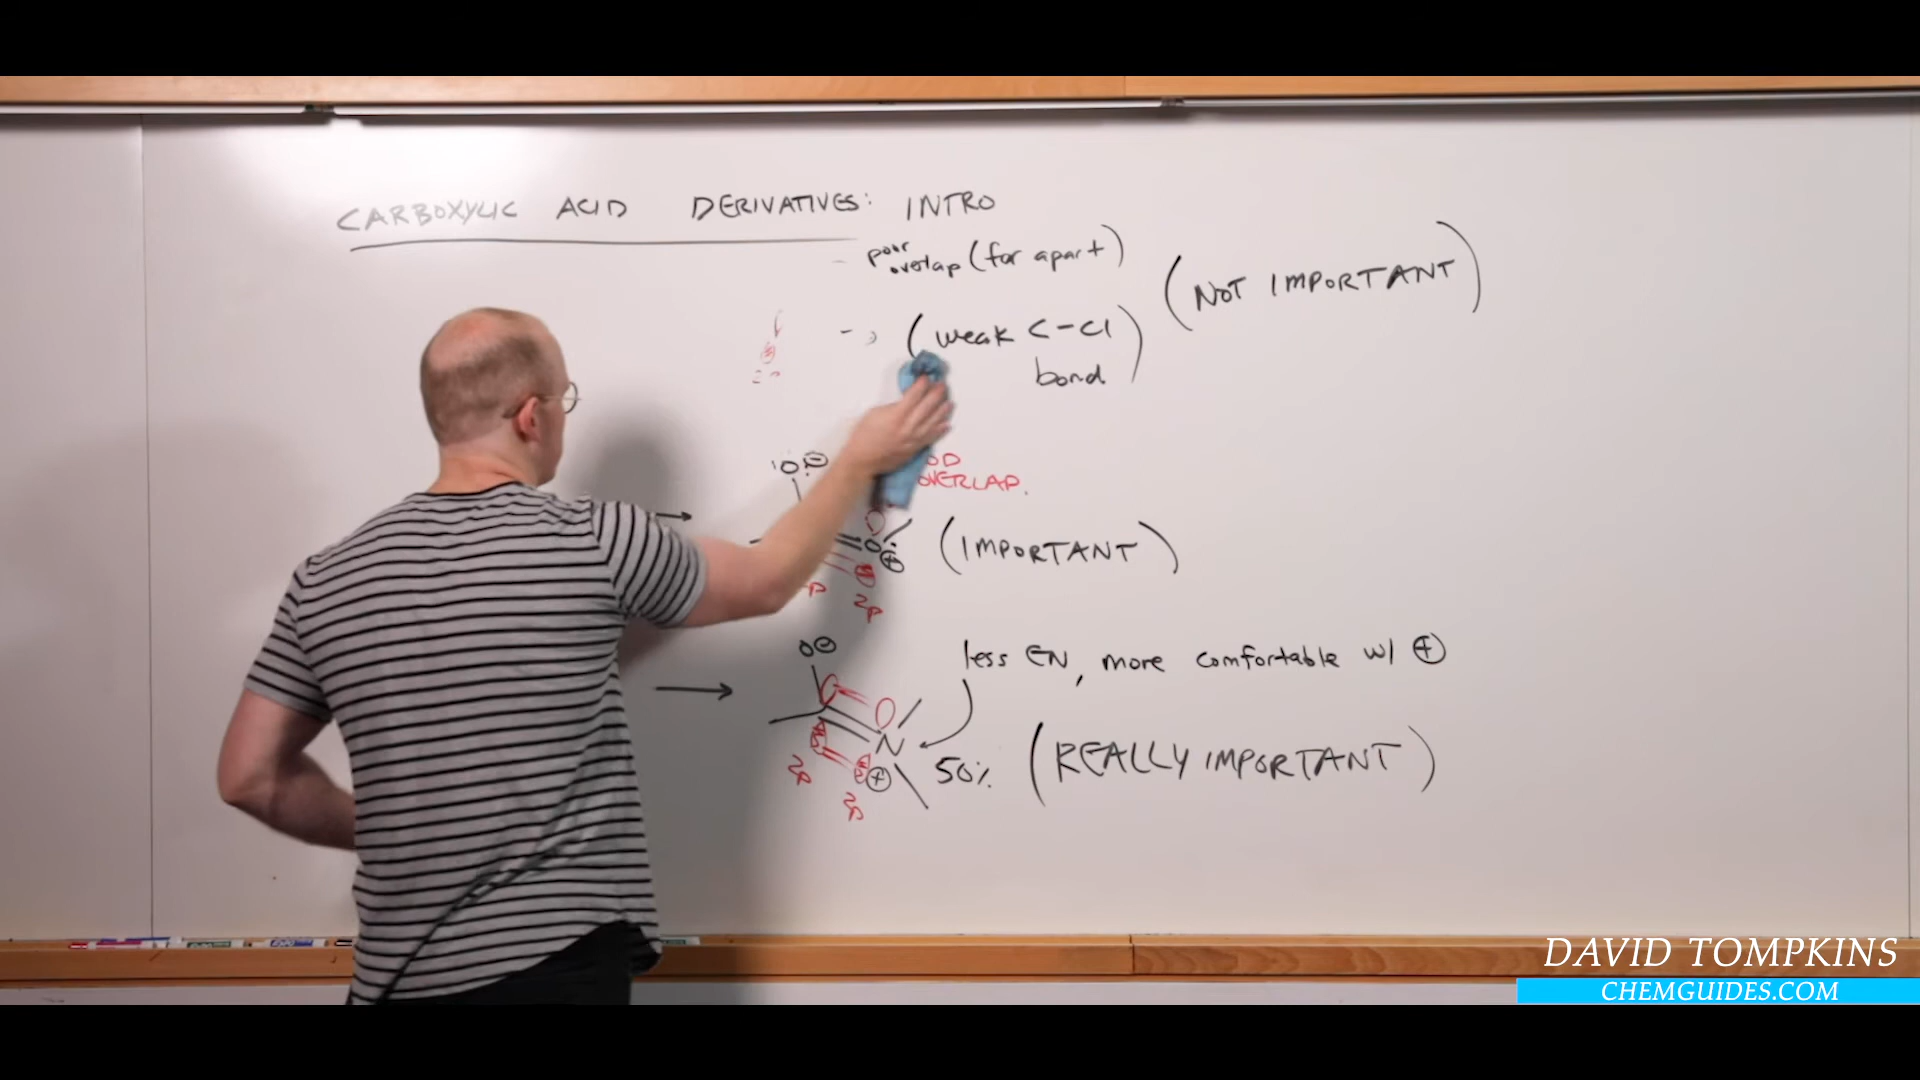 CARBOXYLIC ACID DERIVATIVES: INTRO
poor
overlap (far apart)
(NOT IMPORTANT)
(weak C-Cl
bond)
O⊖
OD
OVERLAP.
O⊕
(IMPORTANT)
2P
O⊖
less EN, more comfortable w/ ⊕
N
⊕
50% (REALLY IMPORTANT)
2P
2P
DAVID TOMPKINS
CHEMGUIDES.COM